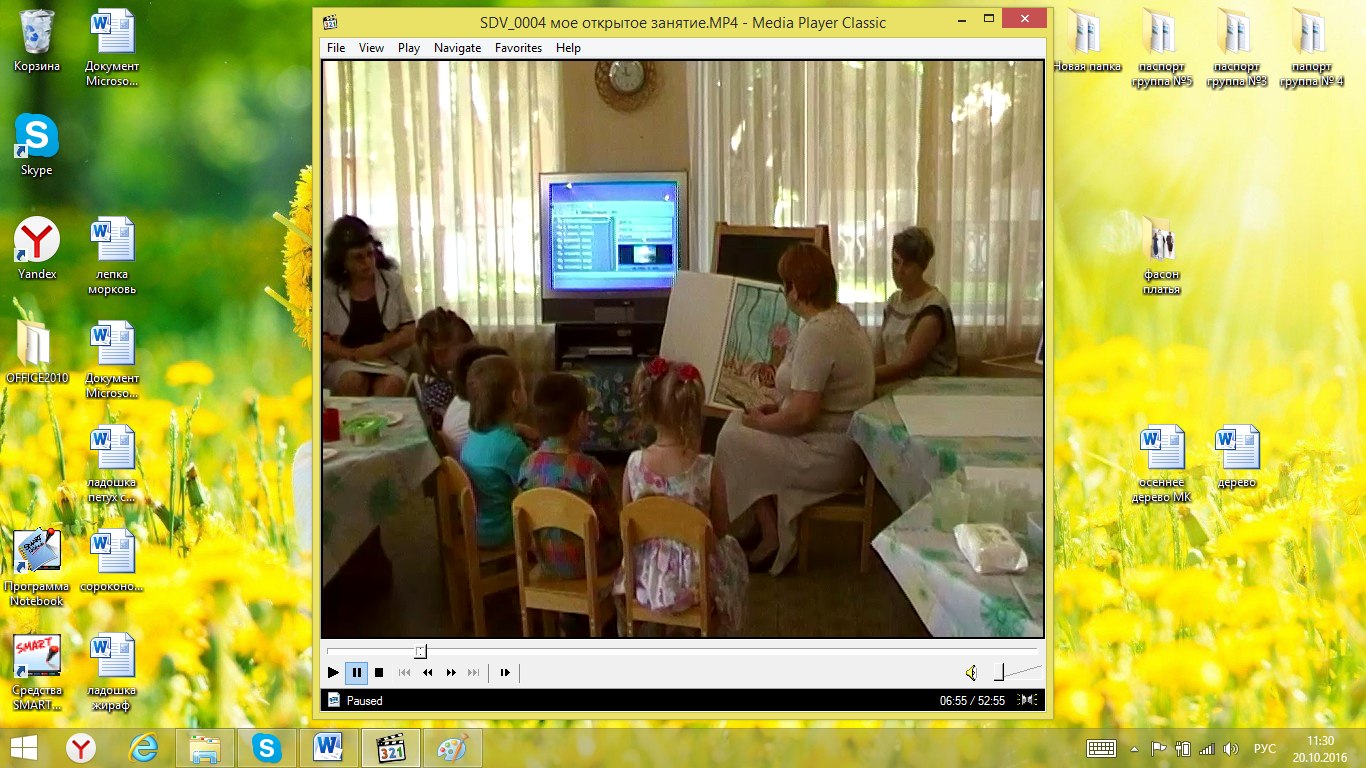 SDV_0004 мое открытое занятие.MP4 - Media Player Classic
File View Play Navigate Favorites Help
Корзина
Документ
Microso...
Новая папка
паспорт
группа №5
паспорт
группа №3
папорт
группа № 4
Skype
Yandex
лепка
морковь
фасон
платья
OFFICE2010
Документ
Microso...
ладошка
петух с...
осеннее
дерево МК
дерево
Программа
Notebook
сороконо...
Средства
SMART...
ладошка
жираф
Paused
06:55 / 52:55
321
РУС
11:30
20.10.2016